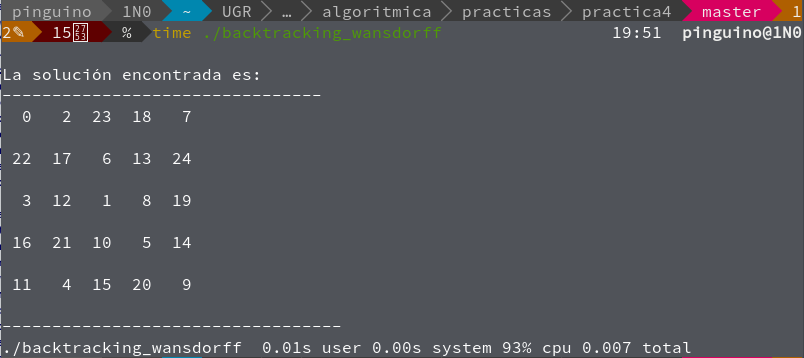 pinguino 1N0 ~ UGR … algoritmica practicas practica4 master 1
2✎ 15 % time ./backtracking_wansdorff 19:51 pinguino@1N0
La solución encontrada es:
--------------------------------
0 2 23 18 7
22 17 6 13 24
3 12 1 8 19
16 21 10 5 14
11 4 15 20 9
----------------------------------
./backtracking_wansdorff 0.01s user 0.00s system 93% cpu 0.007 total